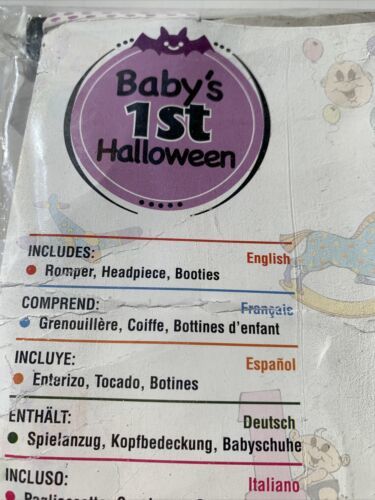 Baby's
1st
Halloween
INCLUDES: English
• Romper, Headpiece, Booties
COMPREND: Français
• Grenouillère, Coiffe, Bottines d'enfant
INCLUYE: Español
• Enterizo, Tocado, Botines
ENTHÄLT: Deutsch
• Spielanzug, Kopfbedeckung, Babyschuhe
INCLUSO: Italiano